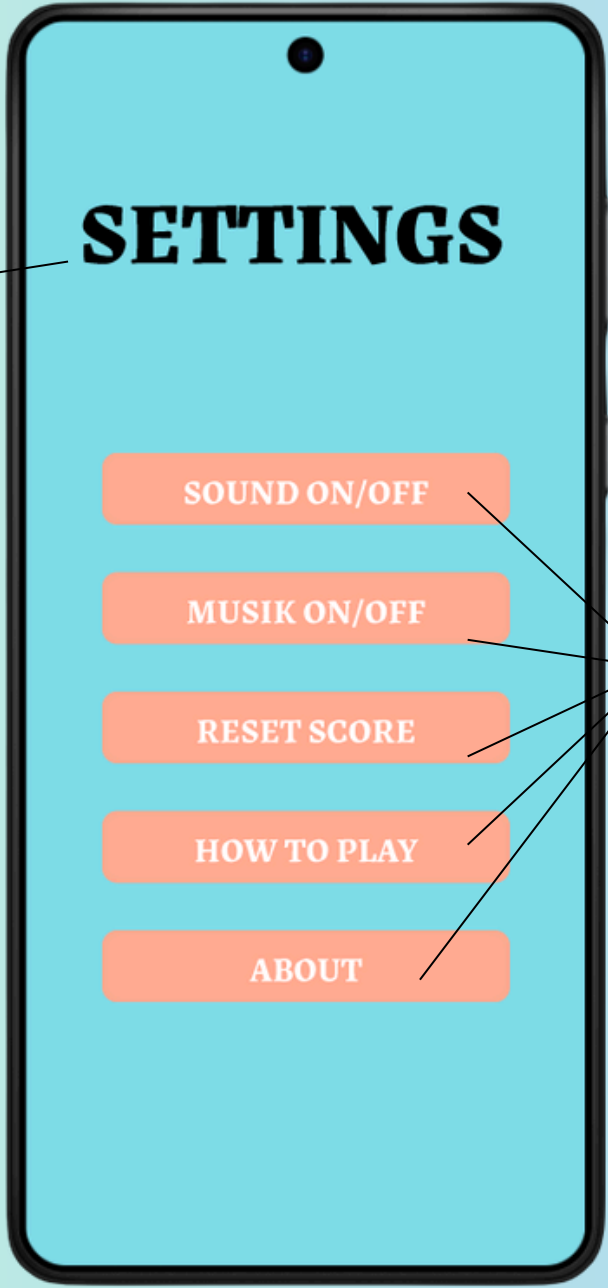 SETTINGS
SOUND ON/OFF
MUSIK ON/OFF
RESET SCORE
HOW TO PLAY
ABOUT